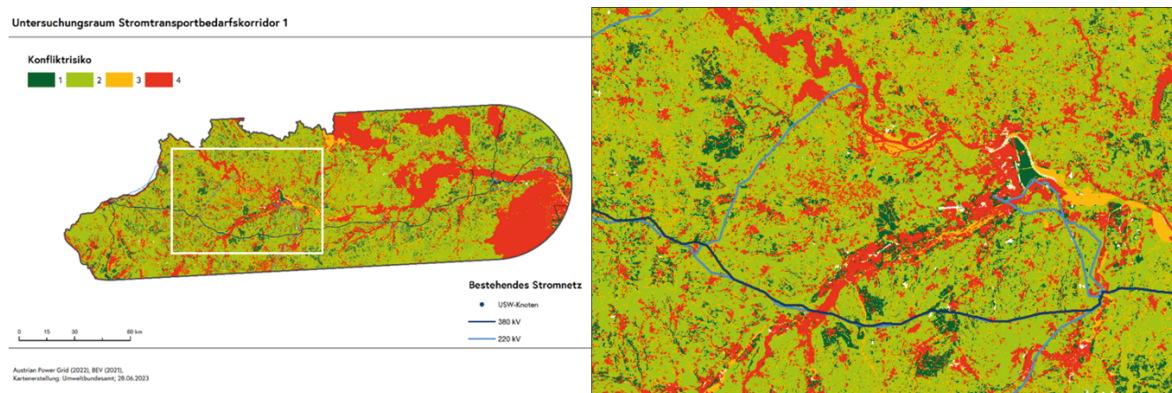 Untersuchungsraum Stromtransportbedarfskorridor 1
Konfliktrisiko
1 2 3 4
Bestehendes Stromnetz
USW-Knoten
380 kV
220 kV
0 15 30 60 km
Austrian Power Grid (2022), BEV (2021),
Kartenerstellung: Umweltbundesamt; 28.06.2023